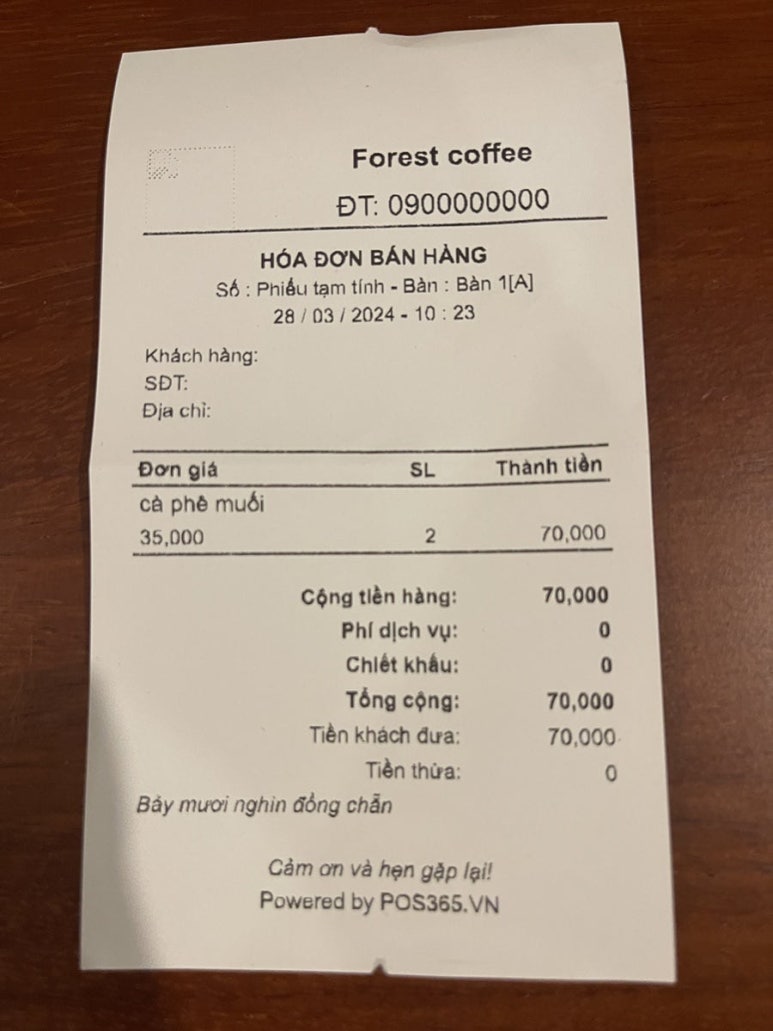 Forest coffee
ĐT: 0900000000
HÓA ĐƠN BÁN HÀNG
Số : Phiếu tạm tính - Bàn : Bàn 1[A]
28 / 03 / 2024 - 10 : 23
Khách hàng:
SĐT:
Địa chỉ:
Đơn giá SL Thành tiền
cà phê muối
35,000 2 70,000
Cộng tiền hàng: 70,000
Phí dịch vụ: 0
Chiết khấu: 0
Tổng cộng: 70,000
Tiền khách đưa: 70,000
Tiền thừa: 0
Bảy mươi nghìn đồng chẵn
Cảm ơn và hẹn gặp lại!
Powered by POS365.VN